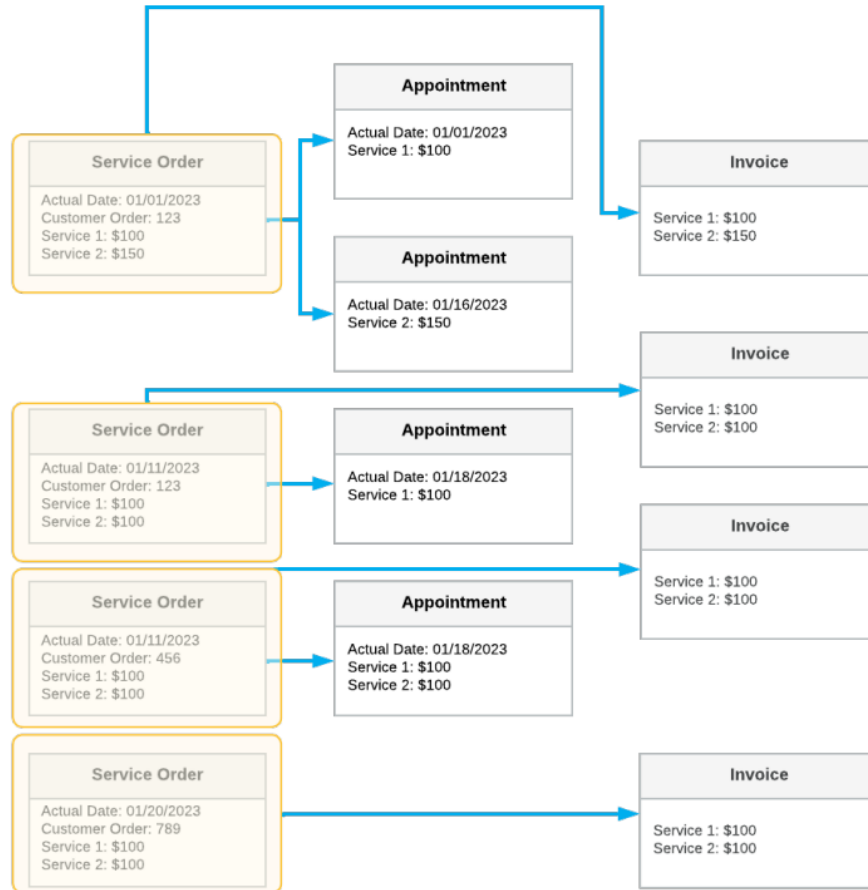 Appointment
Actual Date: 01/01/2023
Service 1: $100
Service Order
Actual Date: 01/01/2023
Customer Order: 123
Service 1: $100
Service 2: $150
Invoice
Service 1: $100
Service 2: $150
Appointment
Actual Date: 01/16/2023
Service 2: $150
Invoice
Service 1: $100
Service 2: $100
Service Order
Actual Date: 01/11/2023
Customer Order: 123
Service 1: $100
Service 2: $100
Appointment
Actual Date: 01/18/2023
Service 1: $100
Invoice
Service 1: $100
Service 2: $100
Service Order
Actual Date: 01/11/2023
Customer Order: 456
Service 1: $100
Service 2: $100
Appointment
Actual Date: 01/18/2023
Service 1: $100
Service 2: $100
Service Order
Actual Date: 01/20/2023
Customer Order: 789
Service 1: $100
Service 2: $100
Invoice
Service 1: $100
Service 2: $100